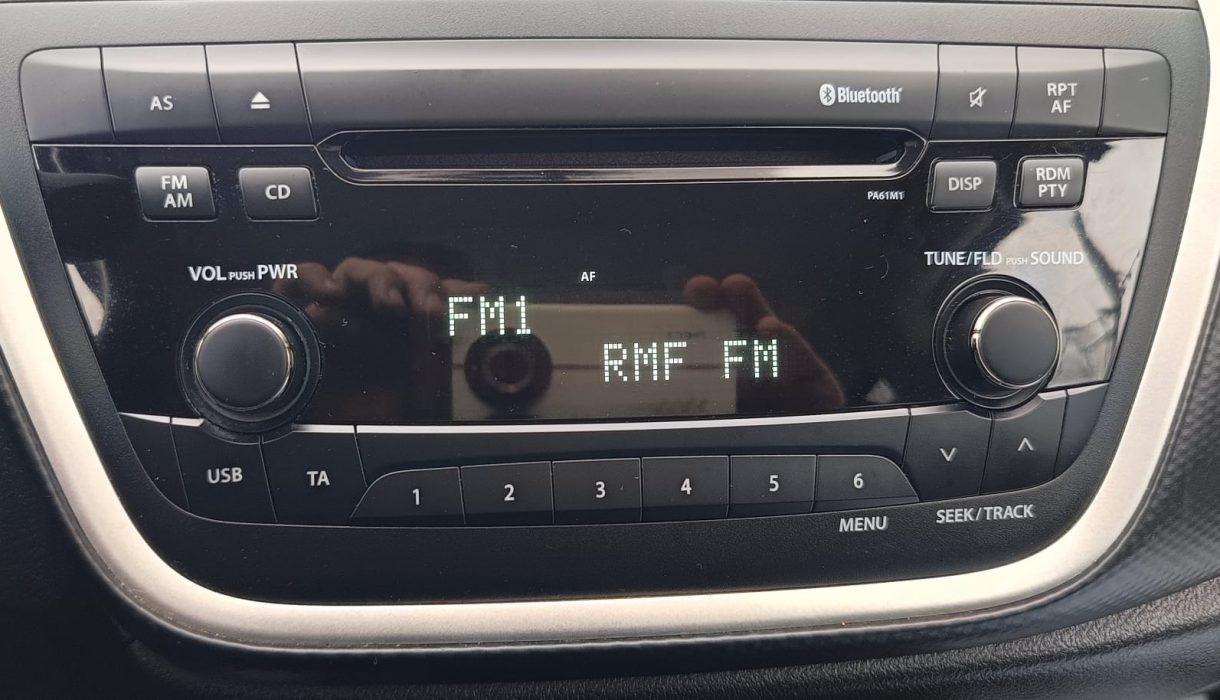 AS
Bluetooth
RPT
AF
FM
AM
CD
DISP
RDM
PTY
PA61M1
VOL PUSH PWR
TUNE/FLD PUSH SOUND
AF
FM1
RMF FM
USB
TA
1
2
3
4
5
6
MENU
SEEK/TRACK